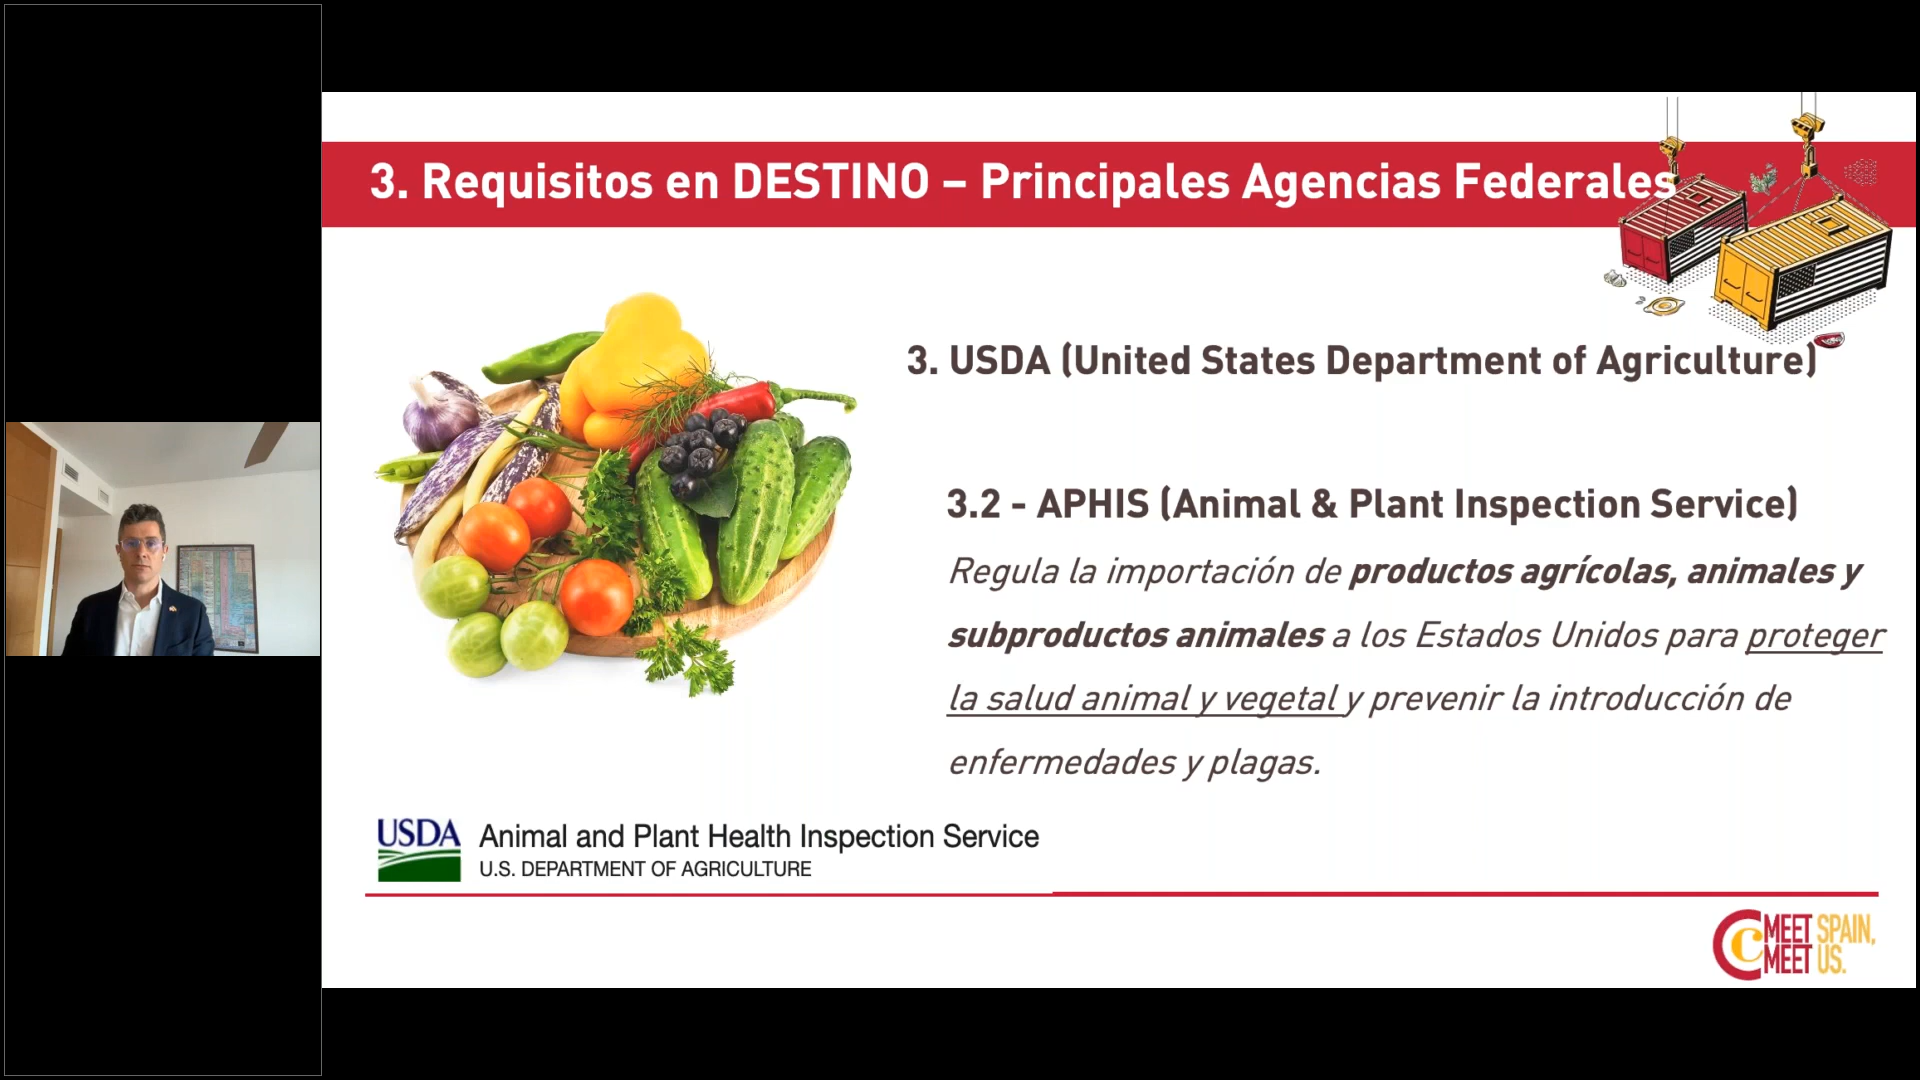 3. Requisitos en DESTINO – Principales Agencias Federales
3. USDA (United States Department of Agriculture)
3.2 - APHIS (Animal & Plant Inspection Service)
Regula la importación de productos agrícolas, animales y
subproductos animales a los Estados Unidos para proteger
la salud animal y vegetal y prevenir la introducción de
enfermedades y plagas.
USDA Animal and Plant Health Inspection Service
U.S. DEPARTMENT OF AGRICULTURE
MEET SPAIN,
MEET US.